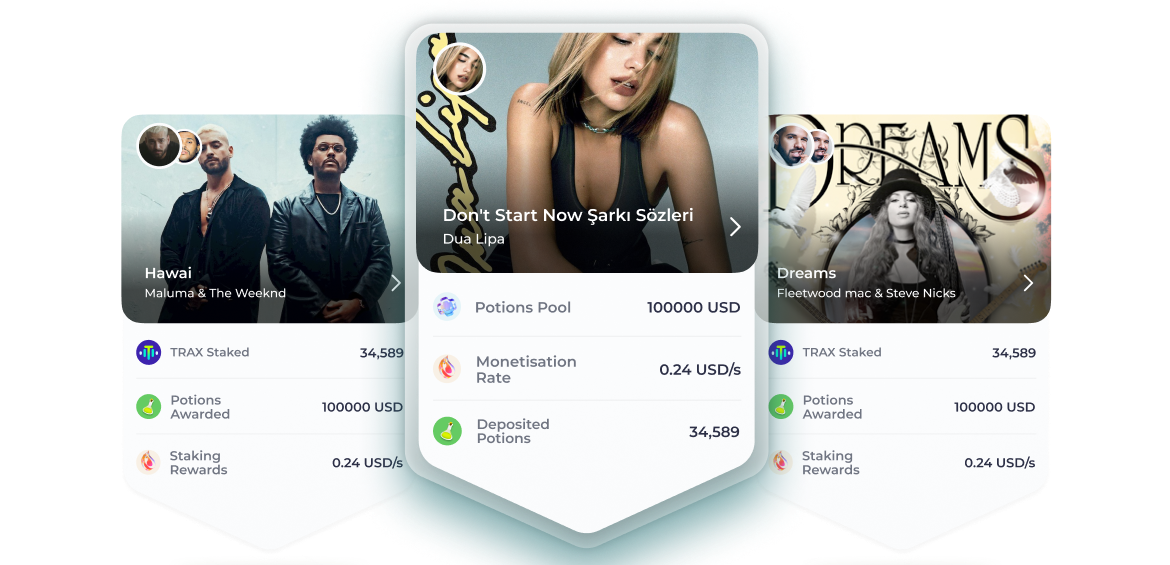 Hawai
Maluma & The Weeknd
TRAX Staked
34,589
Potions
Awarded
100000 USD
Staking
Rewards
0.24 USD/s
Don't Start Now Şarkı Sözleri
Dua Lipa
Potions Pool
100000 USD
Monetisation
Rate
0.24 USD/s
Deposited
Potions
34,589
DREAMS
Dreams
Fleetwood mac & Steve Nicks
TRAX Staked
34,589
Potions
Awarded
100000 USD
Staking
Rewards
0.24 USD/s